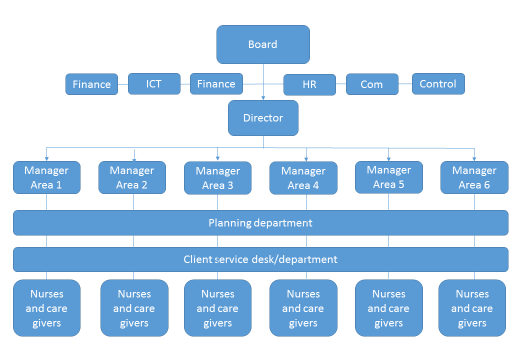 Board
Finance
ICT
Finance
HR
Com
Control
Director
Manager
Area 1
Manager
Area 2
Manager
Area 3
Manager
Area 4
Manager
Area 5
Manager
Area 6
Planning department
Client service desk/department
Nurses
and care
givers
Nurses
and care
givers
Nurses
and care
givers
Nurses
and care
givers
Nurses
and care
givers
Nurses
and care
givers